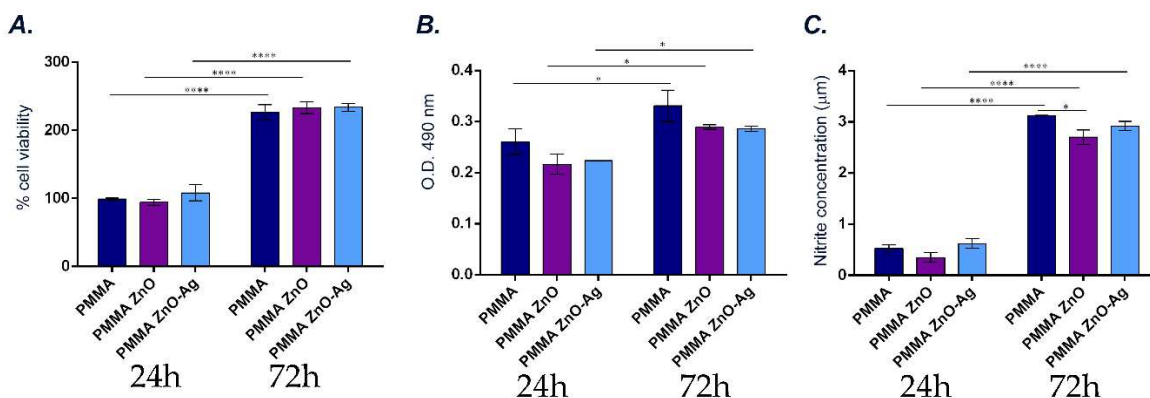 A.
% cell viability
300
200
100
0
****
****
****
PMMA
PMMA ZnO
PMMA ZnO-Ag
PMMA
PMMA ZnO
PMMA ZnO-Ag
24h
72h
B.
O.D. 490 nm
0.4
0.3
0.2
0.1
0.0
*
*
*
PMMA
PMMA ZnO
PMMA ZnO-Ag
PMMA
PMMA ZnO
PMMA ZnO-Ag
24h
72h
C.
Nitrite concentration (μm)
4
3
2
1
0
****
****
****
*
PMMA
PMMA ZnO
PMMA ZnO-Ag
PMMA
PMMA ZnO
PMMA ZnO-Ag
24h
72h